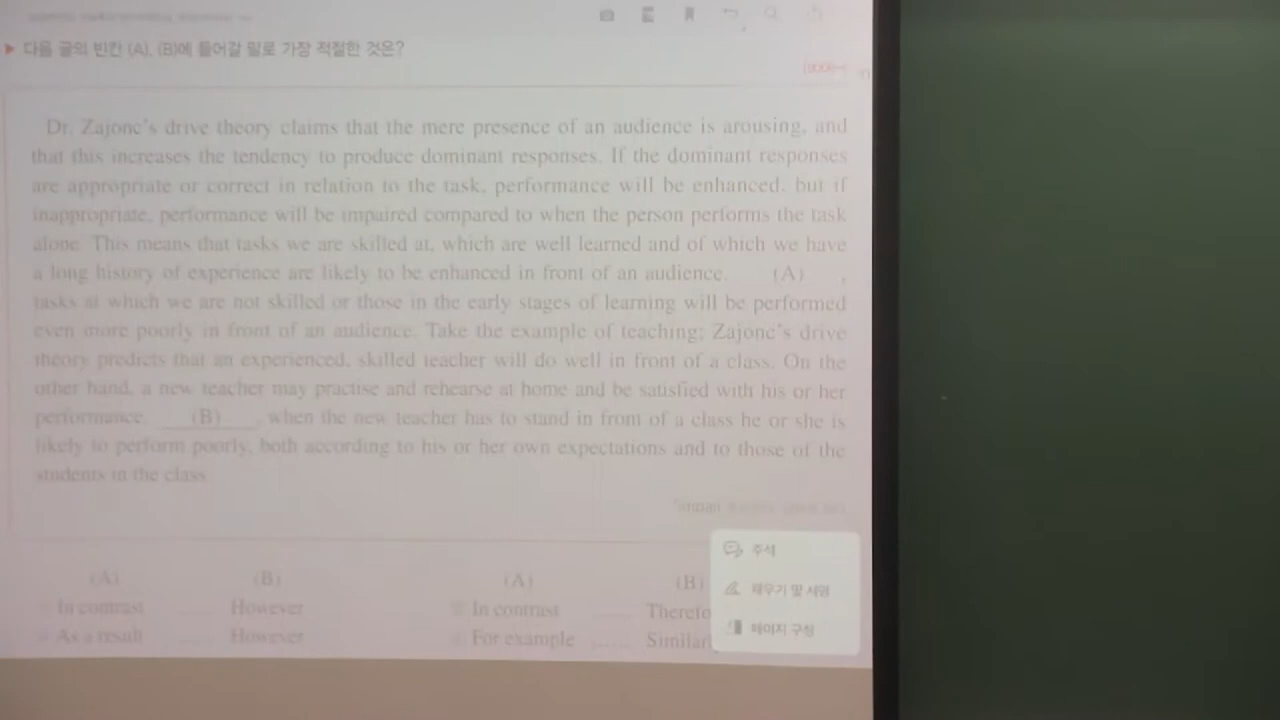 ▶ 다음 글의 빈칸 (A), (B)에 들어갈 말로 가장 적절한 것은?
Dr. Zajonc's drive theory claims that the mere presence of an audience is arousing, and
that this increases the tendency to produce dominant responses. If the dominant responses
are appropriate or correct in relation to the task, performance will be enhanced, but if
inappropriate, performance will be impaired compared to when the person performs the task
alone. This means that tasks we are skilled at, which are well learned and of which we have
a long history of experience are likely to be enhanced in front of an audience. (A) ,
tasks at which we are not skilled or those in the early stages of learning will be performed
even more poorly in front of an audience. Take the example of teaching; Zajonc's drive
theory predicts that an experienced, skilled teacher will do well in front of a class. On the
other hand, a new teacher may practise and rehearse at home and be satisfied with his or her
performance. (B) , when the new teacher has to stand in front of a class he or she is
likely to perform poorly, both according to his or her own expectations and to those of the
students in the class.
*impair
(A) (B) (A) (B)
In contrast ...... However In contrast Therefo
As a result ...... However For example ...... Similar
주석
채우기 및 서명
페이지 구성